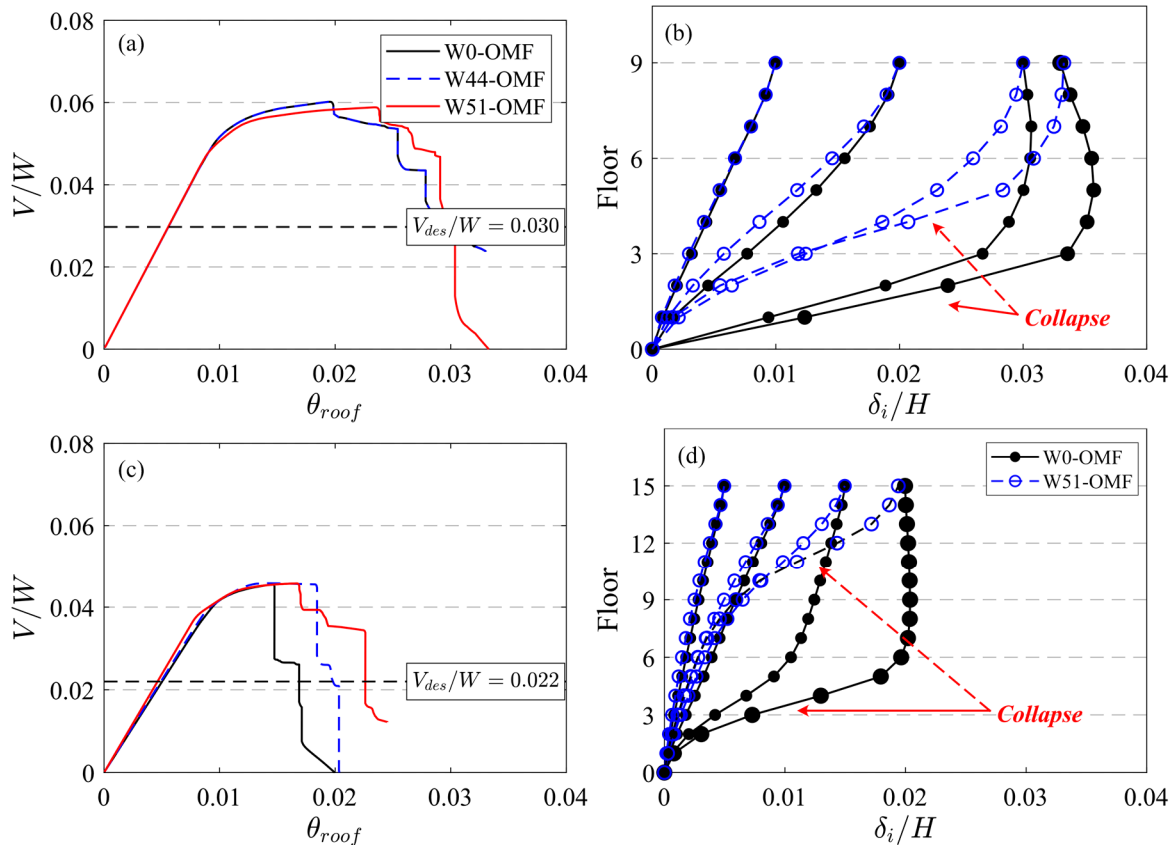 (a)
W0-OMF
W44-OMF
W51-OMF
V_des/W = 0.030
0.08
0.06
0.04
0.02
0
V/W
0 0.01 0.02 0.03 0.04
θ_roof
(b)
9
6
3
0
Floor
Collapse
0 0.01 0.02 0.03 0.04
δ_i/H
(c)
V_des/W = 0.022
0.08
0.06
0.04
0.02
0
V/W
0 0.01 0.02 0.03 0.04
θ_roof
(d)
W0-OMF
W51-OMF
15
12
9
6
3
0
Floor
Collapse
0 0.01 0.02 0.03 0.04
δ_i/H